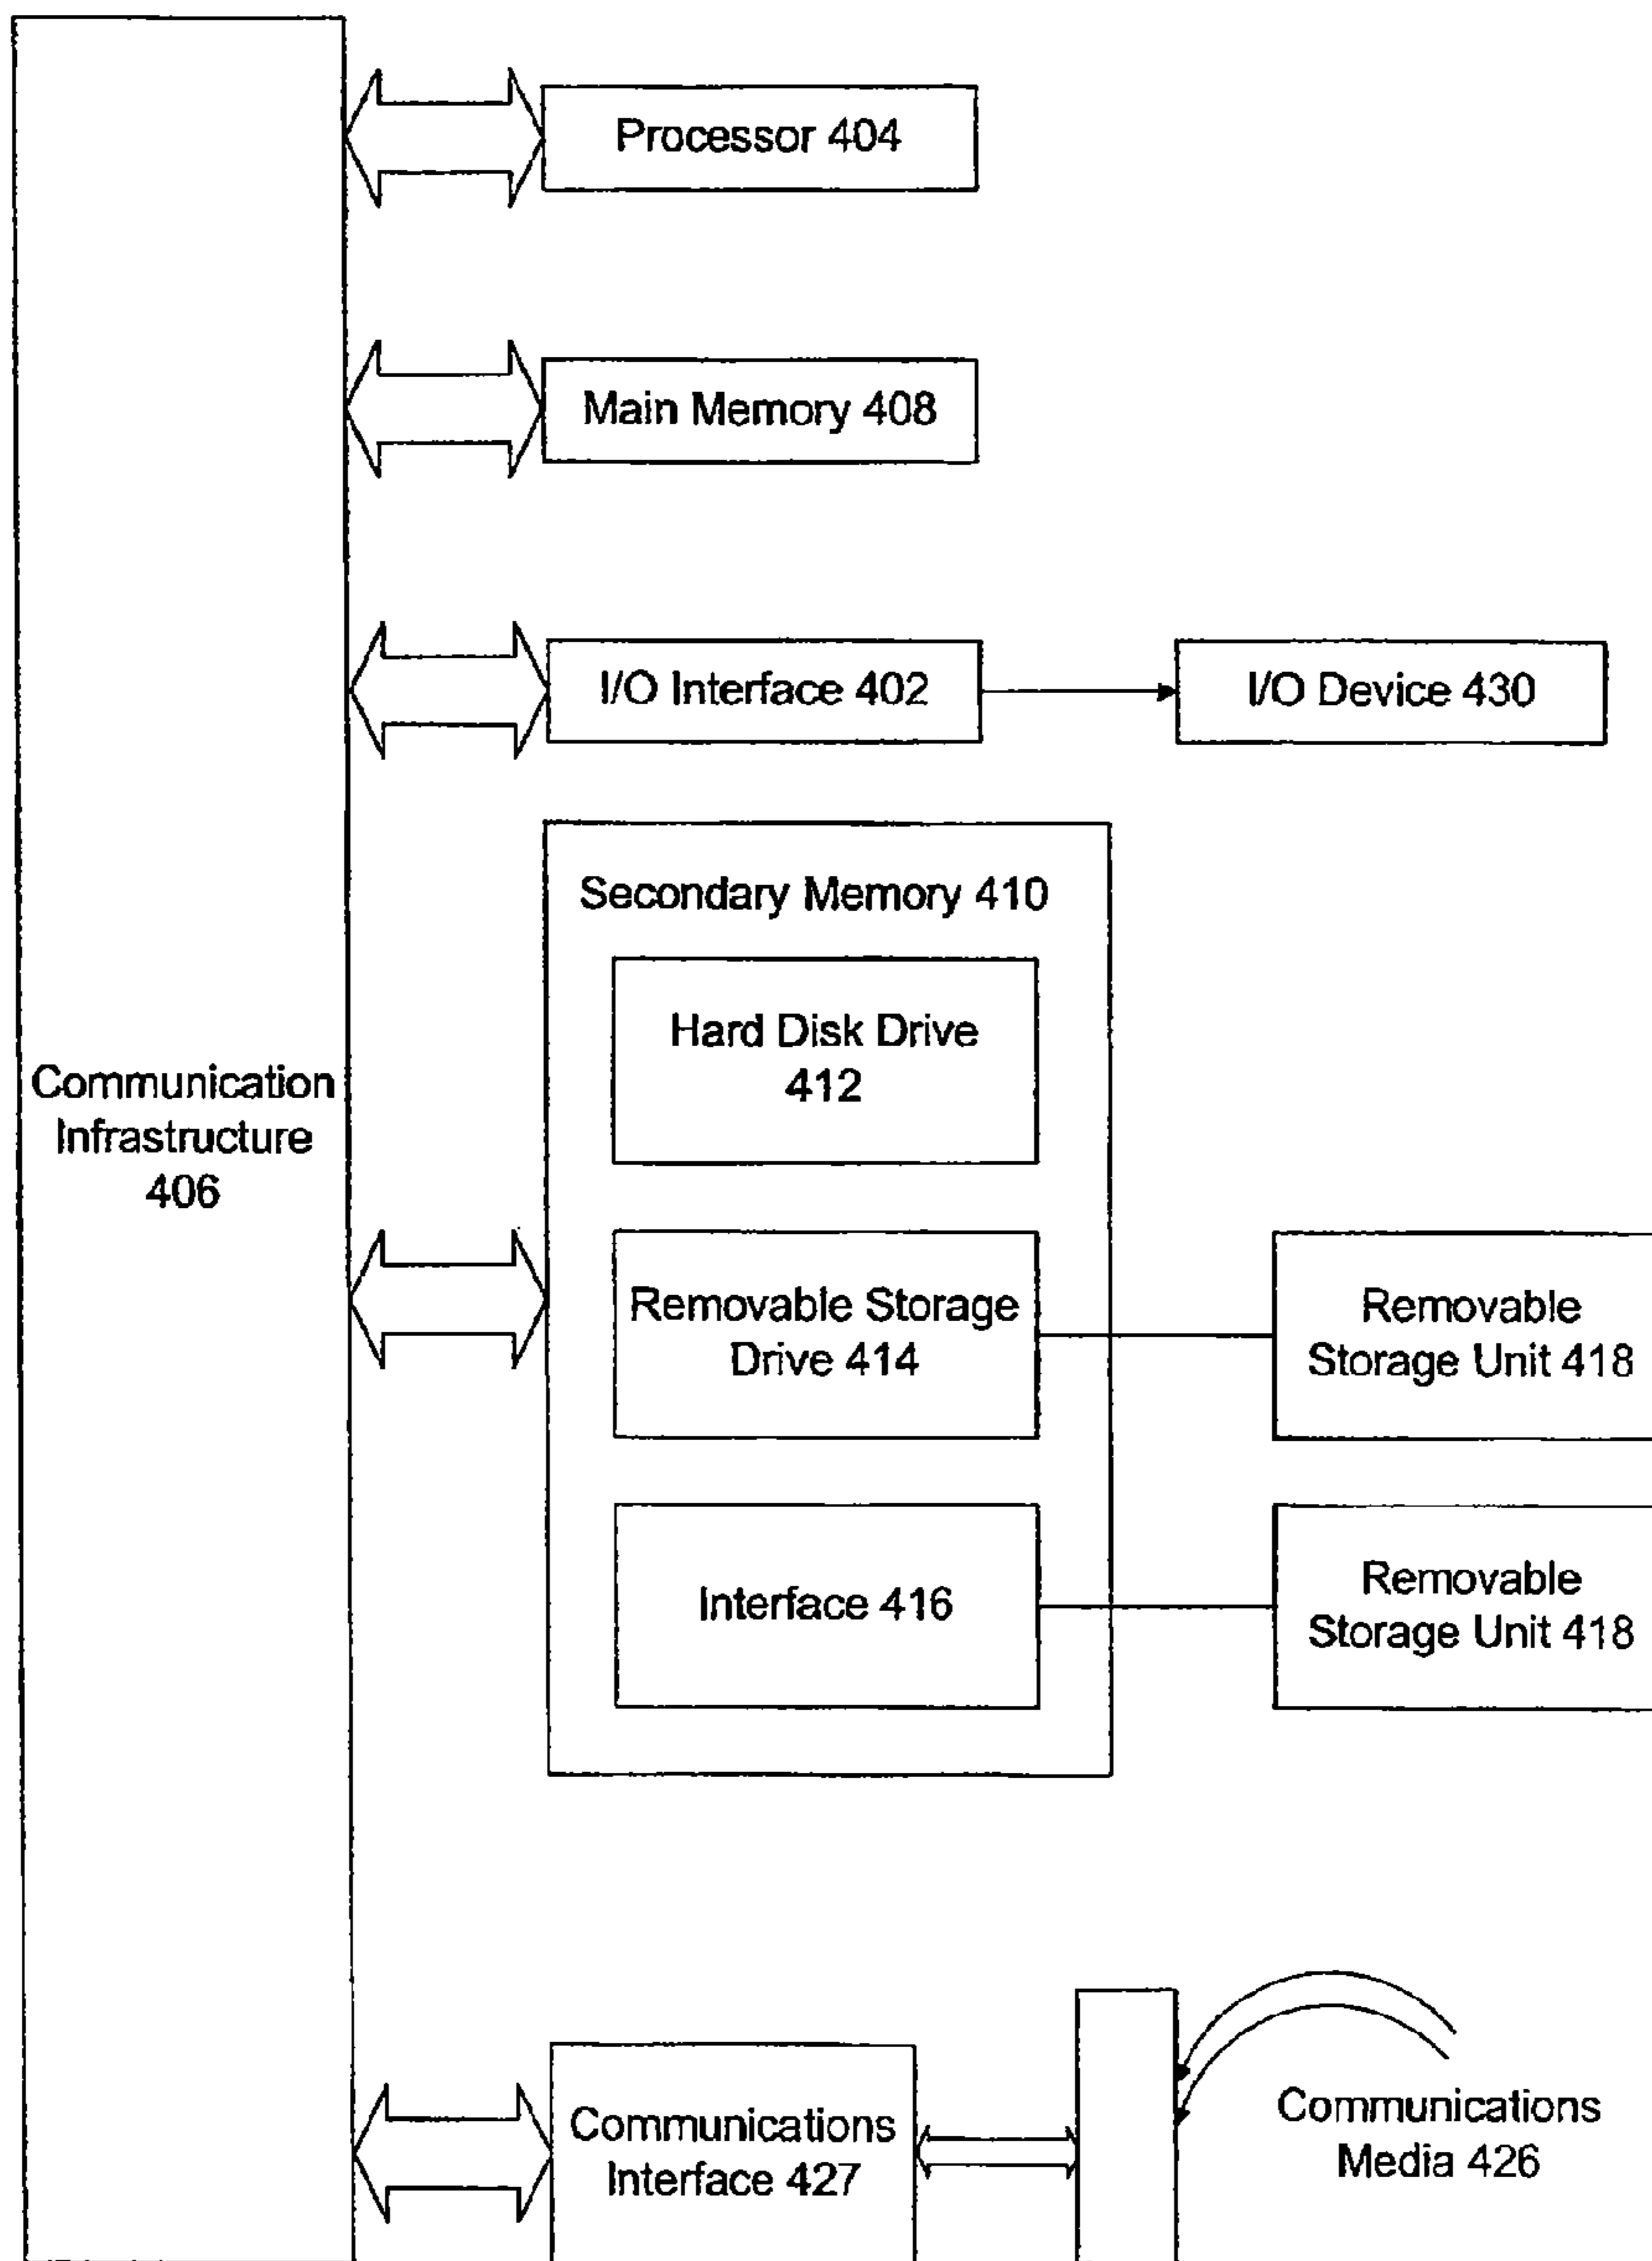 Processor 404
Main Memory 408
I/O Interface 402
I/O Device 430
Secondary Memory 410
Hard Disk Drive
412
Communication
Infrastructure
406
Removable Storage
Drive 414
Removable
Storage Unit 418
Interface 416
Removable
Storage Unit 418
Communications
Interface 427
Communications
Media 426